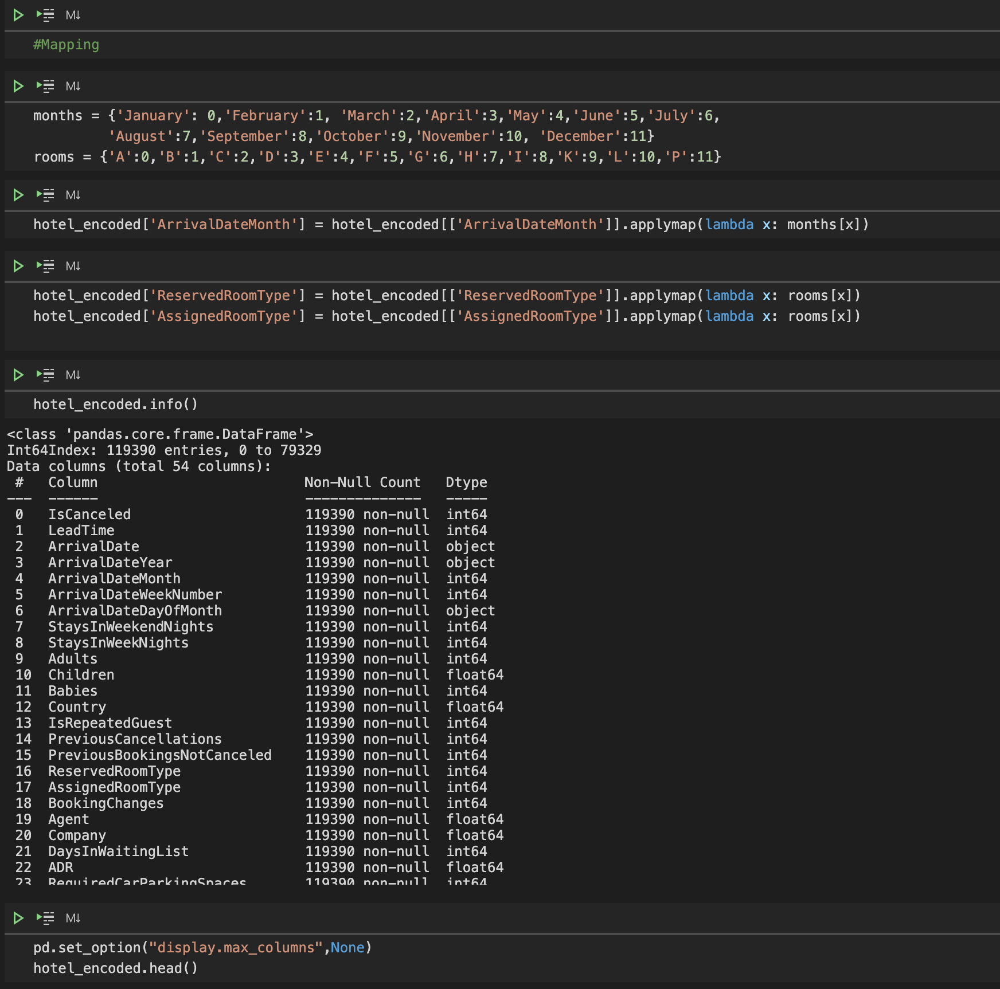 M↓
#Mapping
M↓
months = {'January': 0,'February':1, 'March':2,'April':3,'May':4,'June':5,'July':6,
'August':7,'September':8,'October':9,'November':10, 'December':11}
rooms = {'A':0,'B':1,'C':2,'D':3,'E':4,'F':5,'G':6,'H':7,'I':8,'K':9,'L':10,'P':11}
M↓
hotel_encoded['ArrivalDateMonth'] = hotel_encoded[['ArrivalDateMonth']].applymap(lambda x: months[x])
M↓
hotel_encoded['ReservedRoomType'] = hotel_encoded[['ReservedRoomType']].applymap(lambda x: rooms[x])
hotel_encoded['AssignedRoomType'] = hotel_encoded[['AssignedRoomType']].applymap(lambda x: rooms[x])
M↓
hotel_encoded.info()
<class 'pandas.core.frame.DataFrame'>
Int64Index: 119390 entries, 0 to 79329
Data columns (total 54 columns):
#   Column                         Non-Null Count   Dtype
---  ------                         --------------   -----
0   IsCanceled                     119390 non-null  int64
1   LeadTime                       119390 non-null  int64
2   ArrivalDate                    119390 non-null  object
3   ArrivalDateYear                119390 non-null  object
4   ArrivalDateMonth               119390 non-null  int64
5   ArrivalDateWeekNumber          119390 non-null  int64
6   ArrivalDateDayOfMonth          119390 non-null  object
7   StaysInWeekendNights           119390 non-null  int64
8   StaysInWeekNights              119390 non-null  int64
9   Adults                         119390 non-null  int64
10  Children                       119390 non-null  float64
11  Babies                         119390 non-null  int64
12  Country                        119390 non-null  float64
13  IsRepeatedGuest                119390 non-null  int64
14  PreviousCancellations          119390 non-null  int64
15  PreviousBookingsNotCanceled    119390 non-null  int64
16  ReservedRoomType               119390 non-null  int64
17  AssignedRoomType               119390 non-null  int64
18  BookingChanges                 119390 non-null  int64
19  Agent                          119390 non-null  float64
20  Company                        119390 non-null  float64
21  DaysInWaitingList              119390 non-null  int64
22  ADR                            119390 non-null  float64
23  RequiredCarParkingSpaces       119390 non-null  int64
M↓
pd.set_option("display.max_columns",None)
hotel_encoded.head()